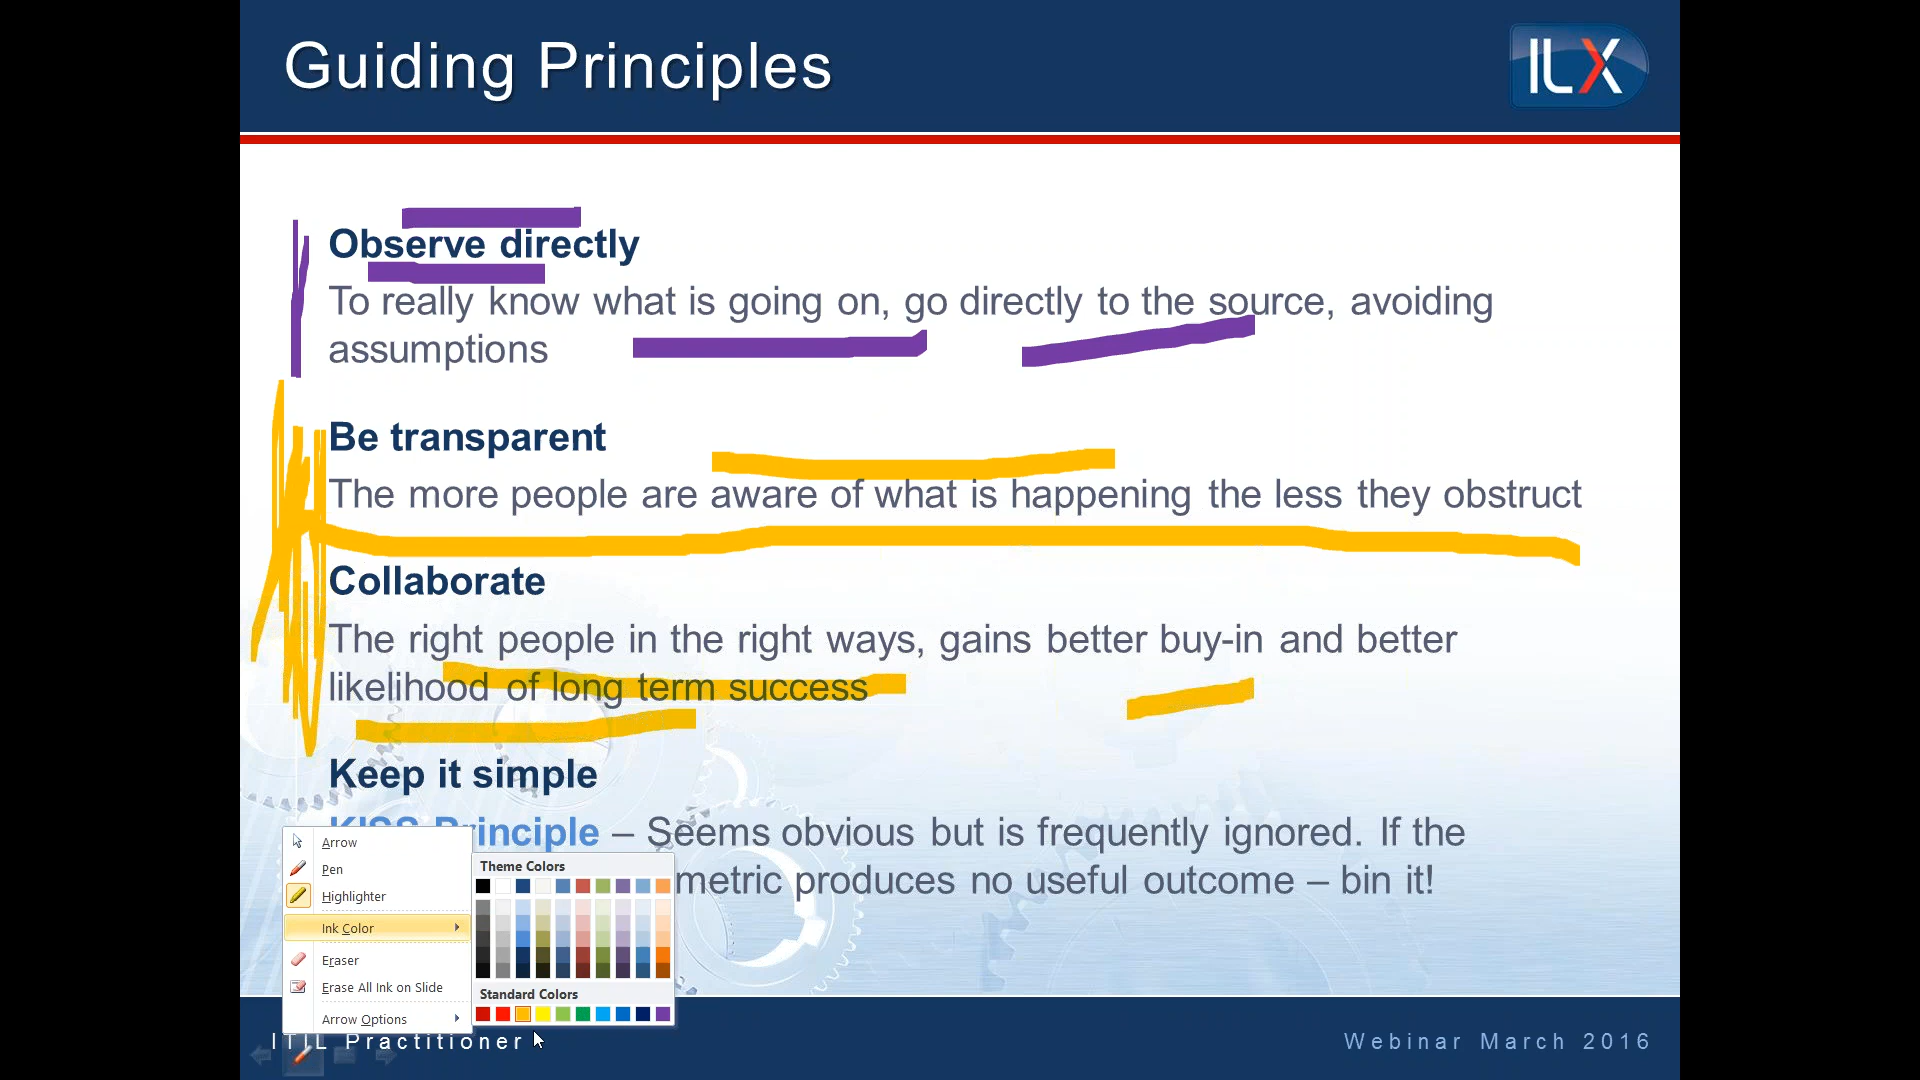 Guiding Principles
ILX
Observe directly
To really know what is going on, go directly to the source, avoiding
assumptions
Be transparent
The more people are aware of what is happening the less they obstruct
Collaborate
The right people in the right ways, gains better buy-in and better
likelihood of long term success
Keep it simple
KISS Principle – Seems obvious but is frequently ignored. If the
metric produces no useful outcome – bin it!
Arrow
Pen
Highlighter
Ink Color
Eraser
Erase All Ink on Slide
Arrow Options
Theme Colors
Standard Colors
ITIL Practitioner
Webinar March 2016